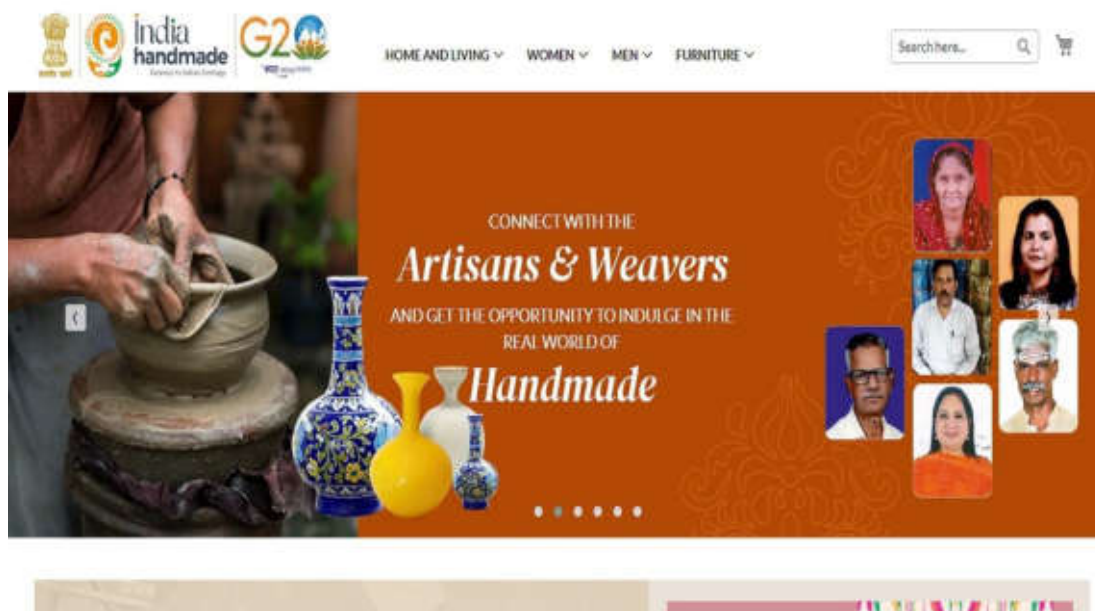 India
handmade
G20
HOME AND LIVING
WOMEN
MEN
FURNITURE
Search here...
CONNECT WITH THE
Artisans & Weavers
AND GET THE OPPORTUNITY TO INDULGE IN THE
REAL WORLD OF
Handmade